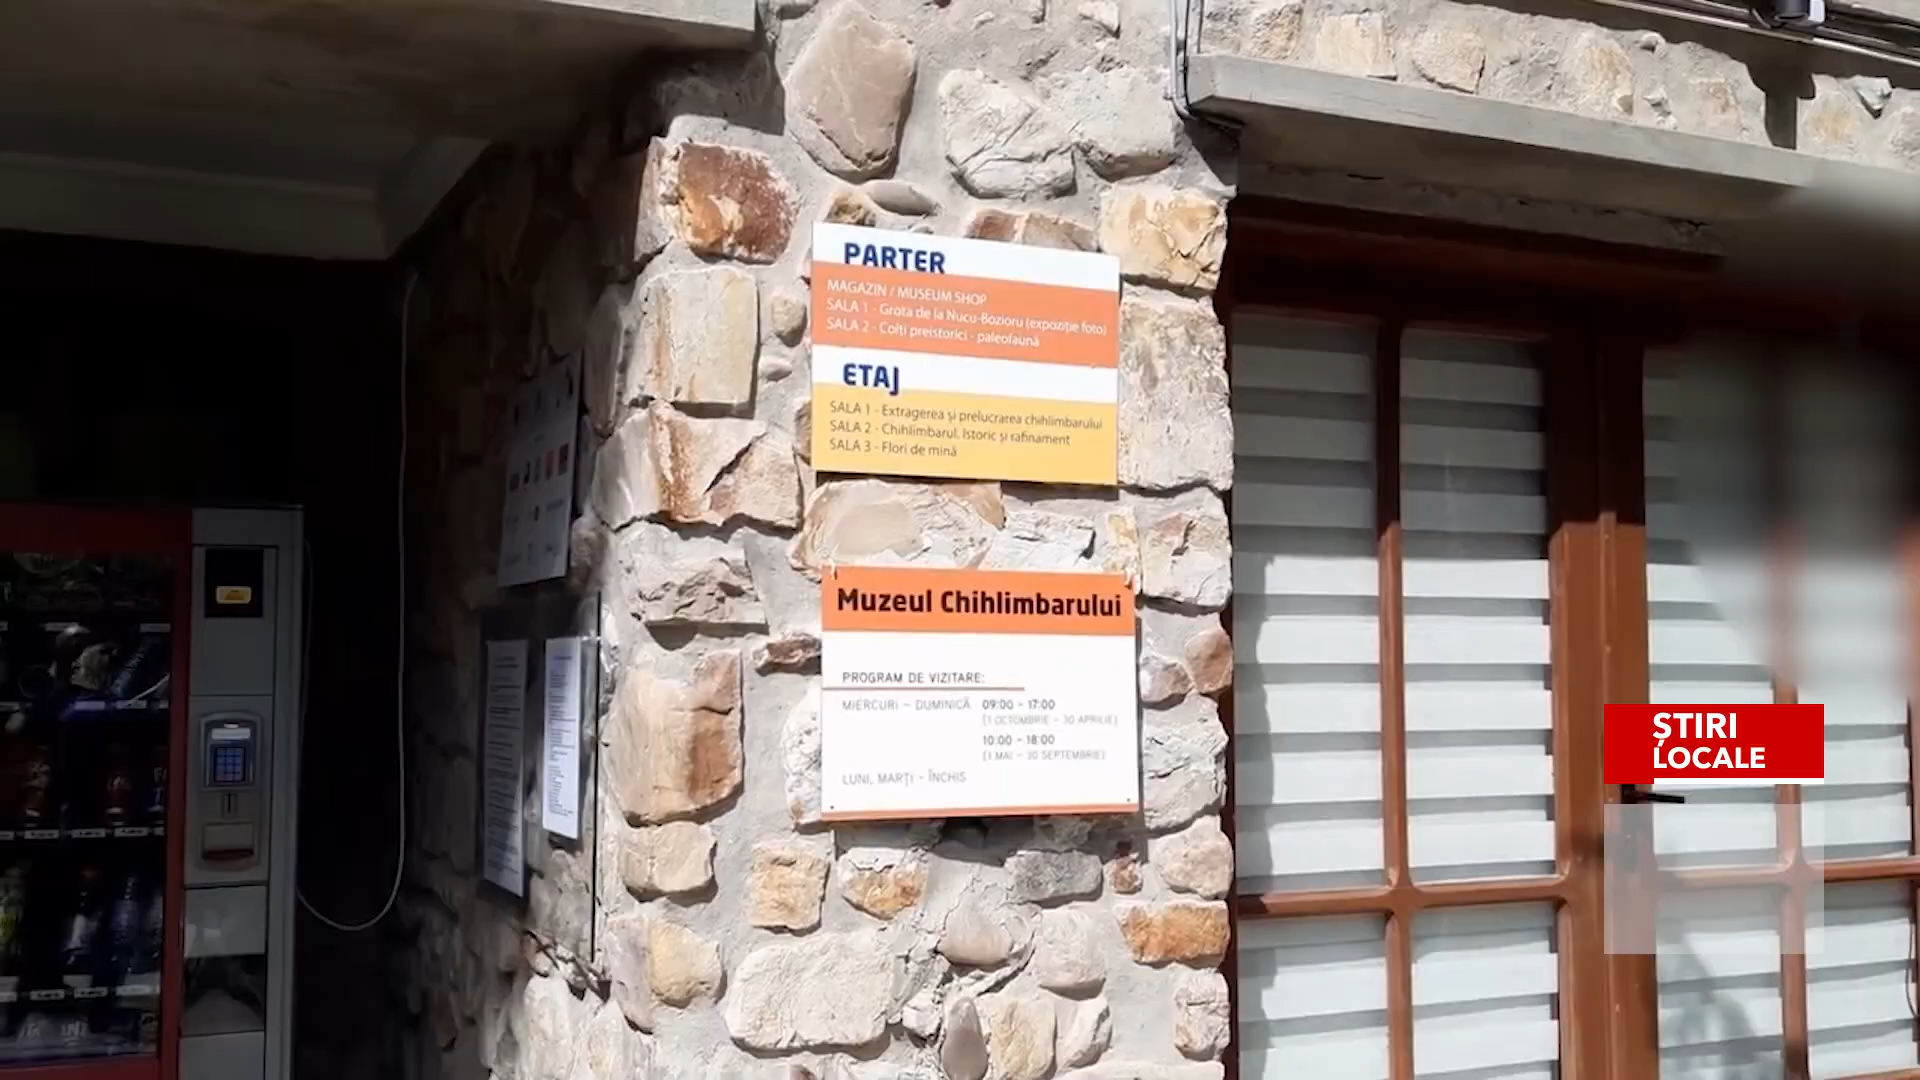 PARTER
MAGAZIN / MUSEUM SHOP
SALA 1 - Grota de la Nucu-Bozioru (expoziție foto)
SALA 2 - Colți preistorici - paleofaună
ETAJ
SALA 1 - Extragerea și prelucrarea chihlimbarului
SALA 2 - Chihlimbarul. Istoric și rafinament
SALA 3 - Flori de mină
Muzeul Chihlimbarului
PROGRAM DE VIZITARE:
MIERCURI - DUMINICĂ 09:00 - 17:00
(1 OCTOMBRIE - 30 APRILIE)
10:00 - 18:00
(1 MAI - 30 SEPTEMBRIE)
LUNI, MARȚI - ÎNCHIS
ȘTIRI
LOCALE